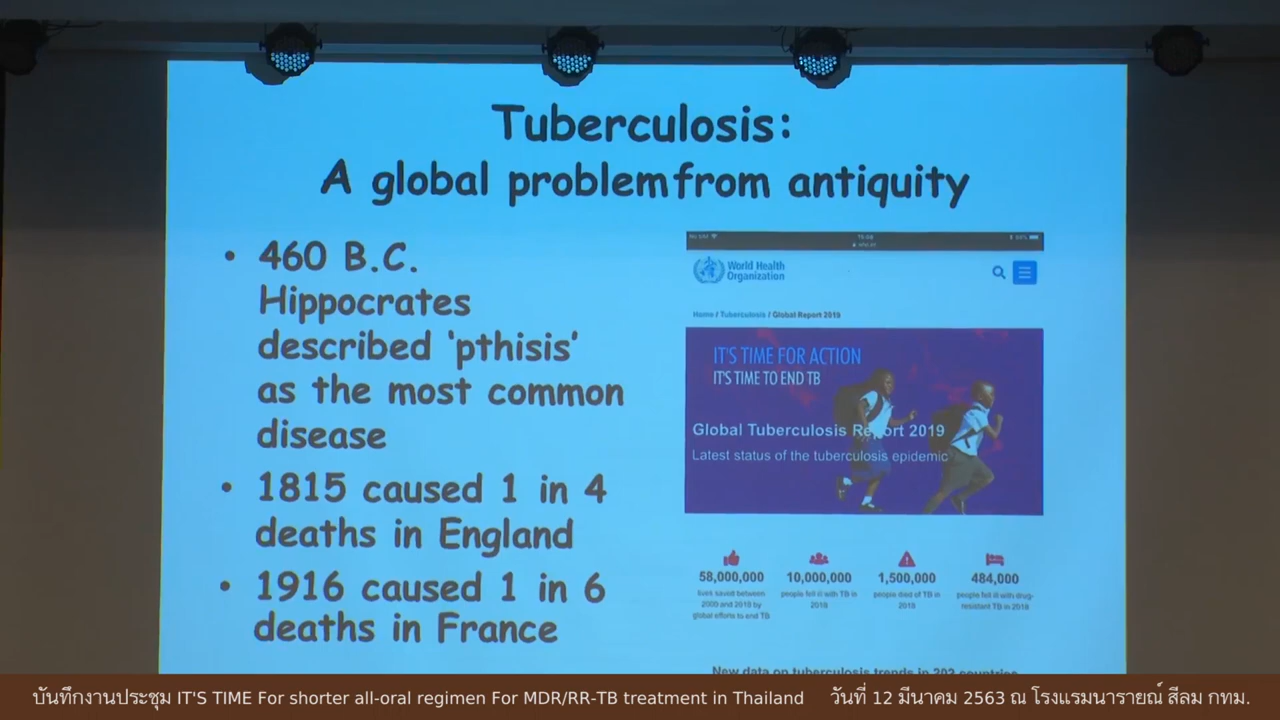 Tuberculosis:
A global problem from antiquity
• 460 B.C.
Hippocrates
described ‘pthisis’
as the most common
disease
• 1815 caused 1 in 4
deaths in England
• 1916 caused 1 in 6
deaths in France
World Health
Organization
Home / Tuberculosis / Global Report 2019
IT'S TIME FOR ACTION
IT'S TIME TO END TB
Global Tuberculosis Report 2019
Latest status of the tuberculosis epidemic
58,000,000
lives saved between
2000 and 2018 by
global efforts to end TB
10,000,000
people fell ill with TB in
2018
1,500,000
people died of TB in
2018
484,000
people fell ill with drug-
resistant TB in 2018
New data on tuberculosis trends in 202 countries
บันทึกงานประชุม IT'S TIME For shorter all-oral regimen For MDR/RR-TB treatment in Thailand วันที่ 12 มีนาคม 2563 ณ โรงแรมนารายณ์ สีลม กทม.